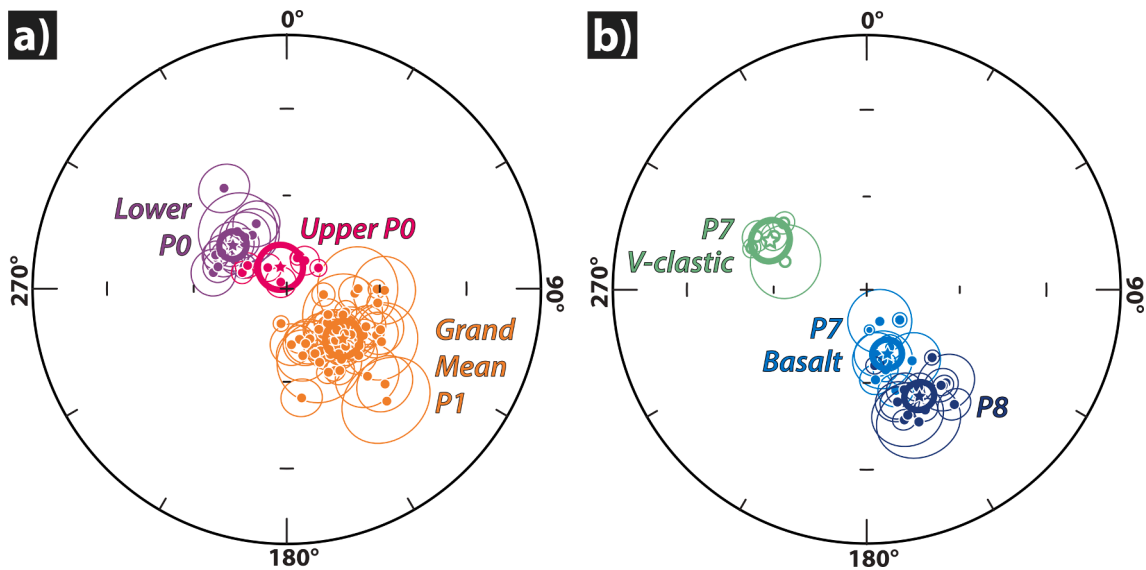 a)
0°
Lower
P0
Upper P0
270°
90°
Grand
Mean
P1
180°
b)
0°
P7
V-clastic
270°
90°
P7
Basalt
P8
180°